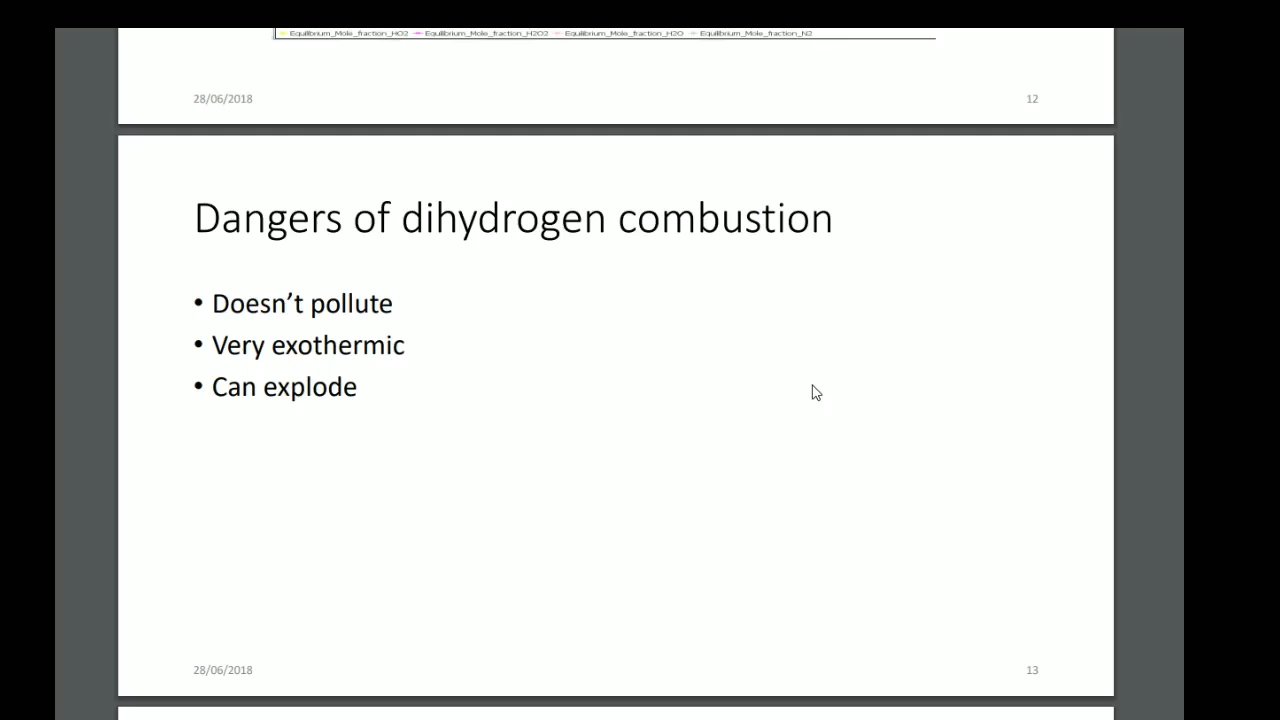 Equilibrium_Mole_fraction_HO2 Equilibrium_Mole_fraction_H2O2 Equilibrium_Mole_fraction_H2O Equilibrium_Mole_fraction_N2
28/06/2018 12
Dangers of dihydrogen combustion
• Doesn’t pollute
• Very exothermic
• Can explode
28/06/2018 13